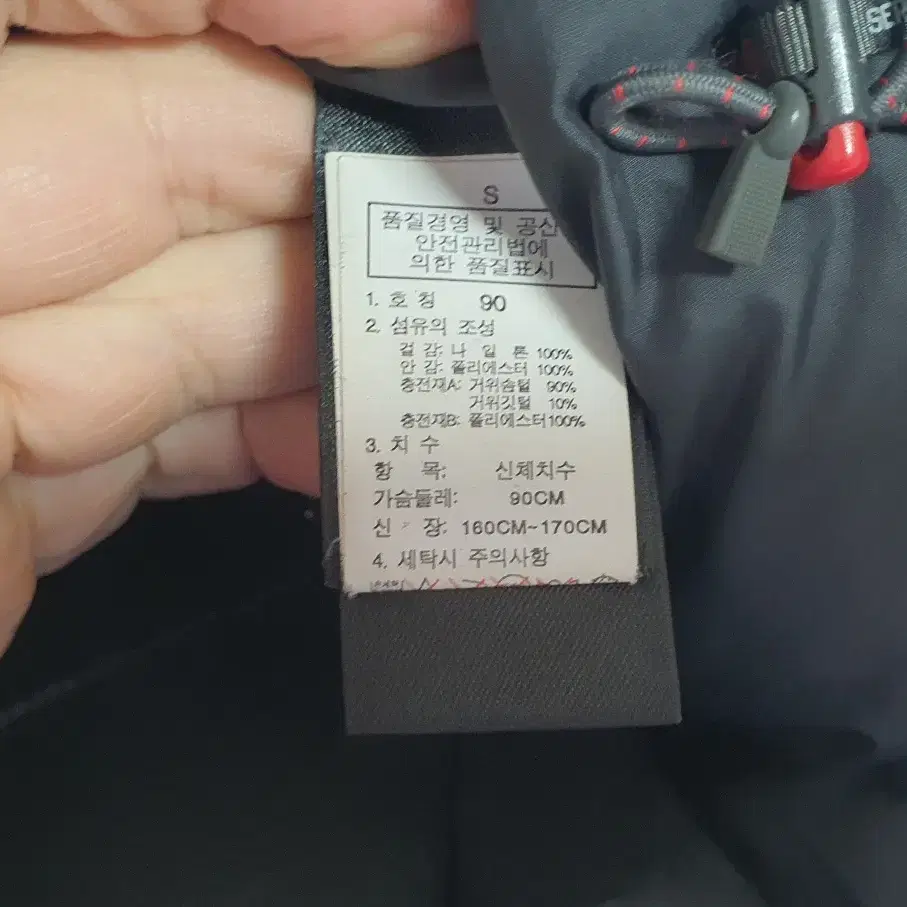 SER
S
품질경영 및 공산
안전관리법에
의한 품질표시
1. 호 칭 90
2. 섬유의 조성
겉 감: 나 일 론 100%
안 감: 폴리에스터 100%
충전재A: 거위솜털 90%
거위깃털 10%
충전재B: 폴리에스터100%
3. 치 수
항 목: 신체치수
가슴둘레: 90CM
신 장: 160CM~170CM
4. 세탁시 주의사항